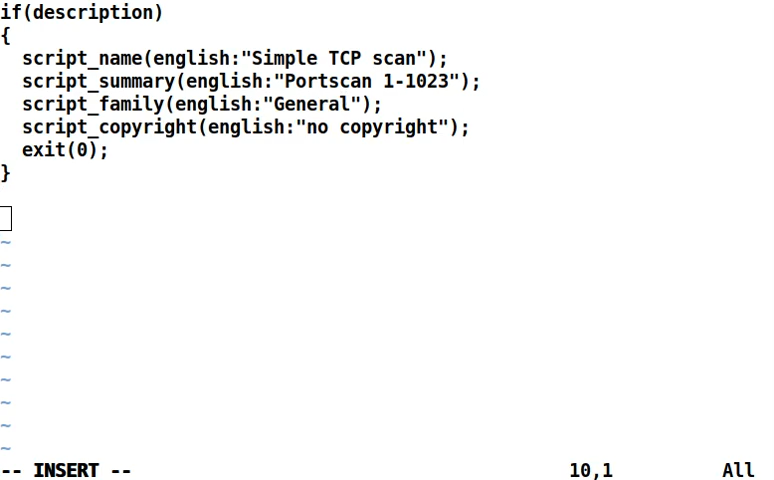 if(description)
{
  script_name(english:"Simple TCP scan");
  script_summary(english:"Portscan 1-1023");
  script_family(english:"General");
  script_copyright(english:"no copyright");
  exit(0);
}
~
~
~
~
~
~
~
~
~
~
-- INSERT -- 10,1 All